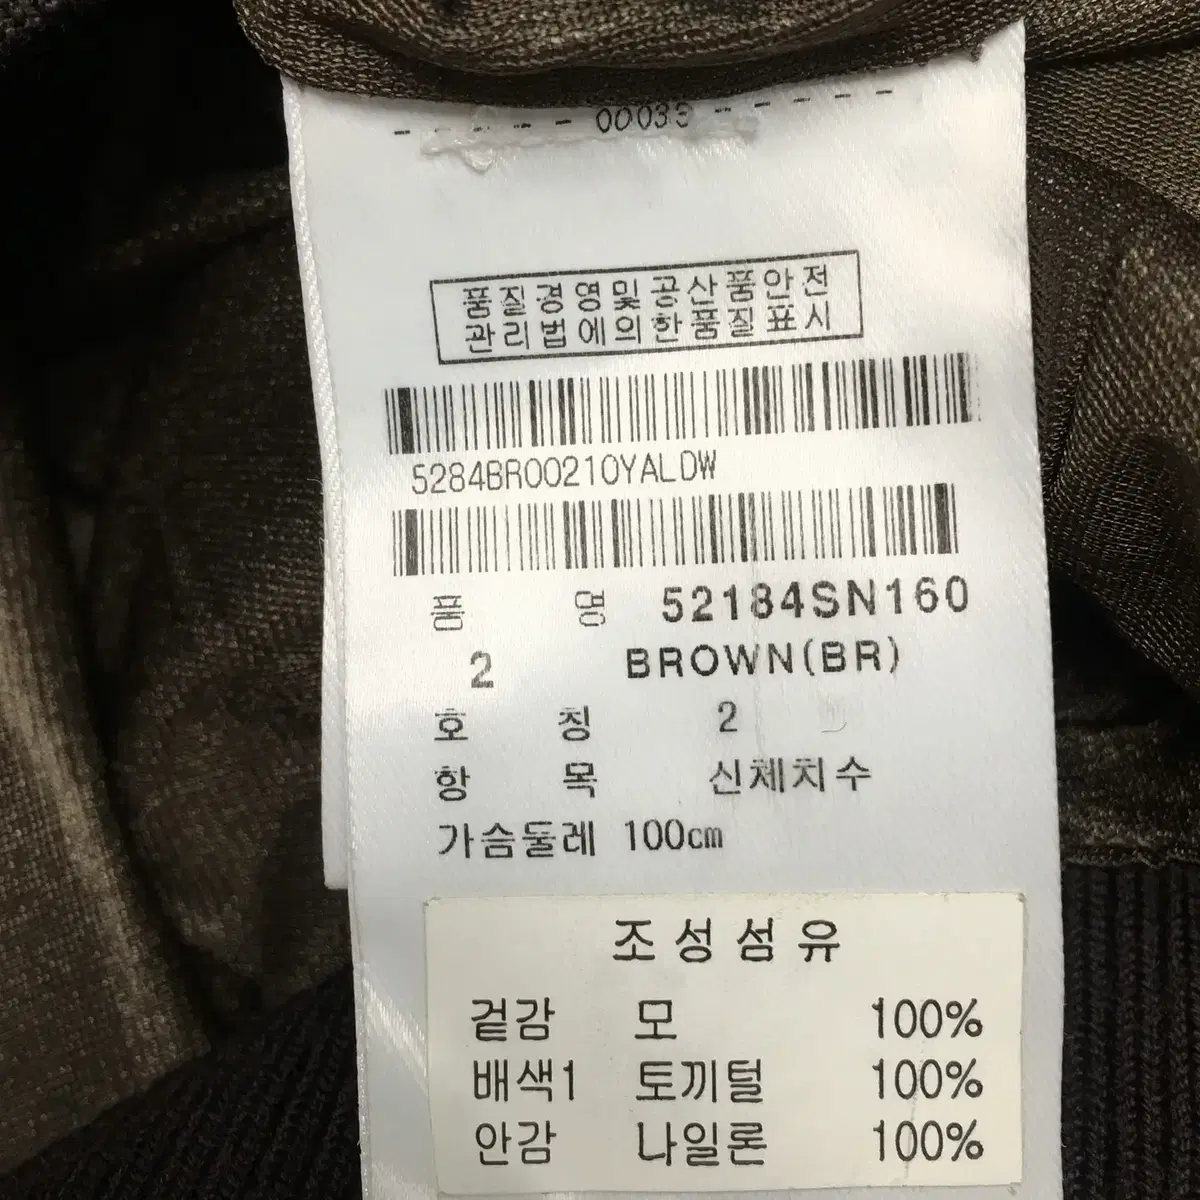 - - - - - 00033 - - - - -
품질경영및공산품안전
관리법에의한품질표시
5284BR00210YALDW
품 명 52184SN160
2 BROWN(BR)
호 칭 2
항 목 신체치수
가슴둘레 100cm
조성섬유
겉감 모 100%
배색1 토끼털 100%
안감 나일론 100%